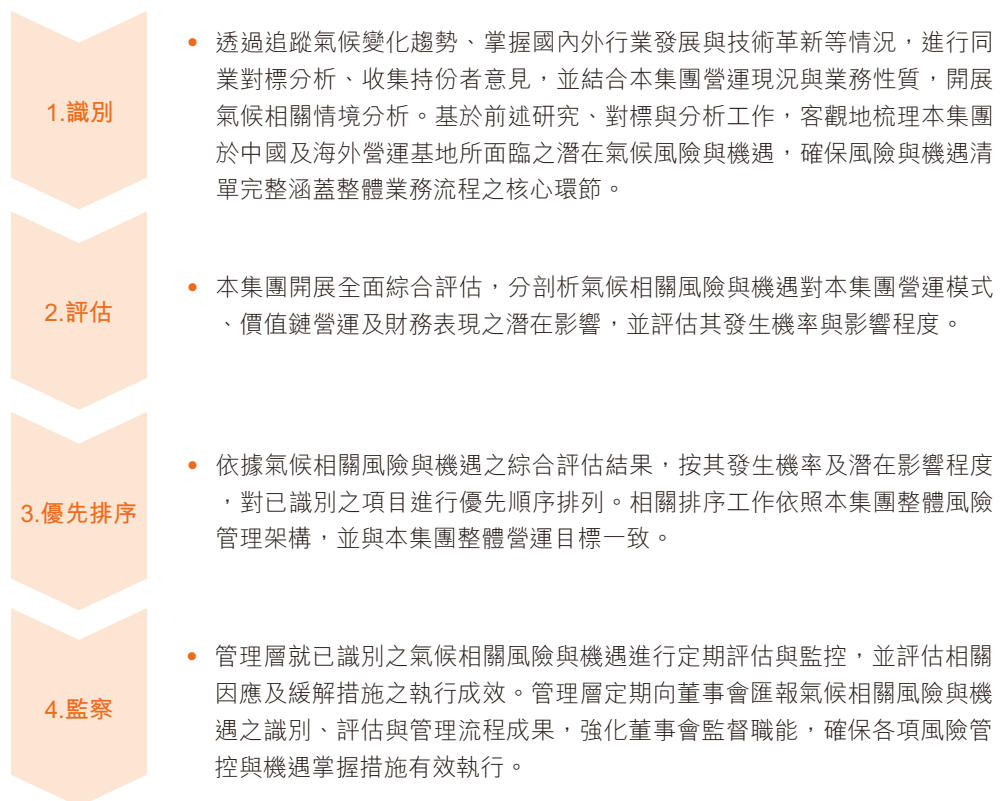 1.識別
• 透過追蹤氣候變化趨勢、掌握國內外行業發展與技術革新等情況，進行同
業對標分析、收集持份者意見，並結合本集團營運現況與業務性質，開展
氣候相關情境分析。基於前述研究、對標與分析工作，客觀地梳理本集團
於中國及海外營運基地所面臨之潛在氣候風險與機遇，確保風險與機遇清
單完整涵蓋整體業務流程之核心環節。
2.評估
• 本集團開展全面綜合評估，分剖析氣候相關風險與機遇對本集團營運模式
、價值鏈營運及財務表現之潛在影響，並評估其發生機率與影響程度。
3.優先排序
• 依據氣候相關風險與機遇之綜合評估結果，按其發生機率及潛在影響程度
，對已識別之項目進行優先順序排列。相關排序工作依照本集團整體風險
管理架構，並與本集團整體營運目標一致。
4.監察
• 管理層就已識別之氣候相關風險與機遇進行定期評估與監控，並評估相關
因應及緩解措施之執行成效。管理層定期向董事會匯報氣候相關風險與機
遇之識別、評估與管理流程成果，強化董事會監督職能，確保各項風險管
控與機遇掌握措施有效執行。